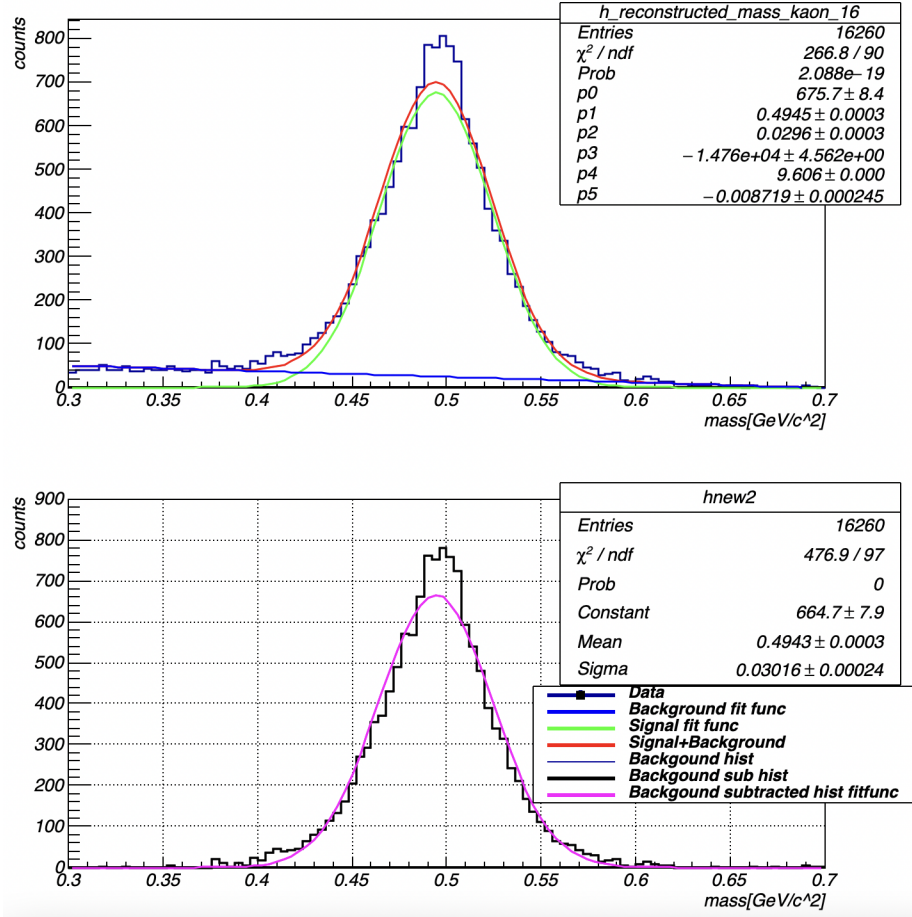 h_reconstructed_mass_kaon_16
Entries 16260
χ² / ndf 266.8 / 90
Prob 2.088e−19
p0 675.7 ± 8.4
p1 0.4945 ± 0.0003
p2 0.0296 ± 0.0003
p3 −1.476e+04 ± 4.562e+00
p4 9.606 ± 0.000
p5 −0.008719 ± 0.000245
counts
800
700
600
500
400
300
200
100
0
0.3 0.35 0.4 0.45 0.5 0.55 0.6 0.65 0.7
mass[GeV/c^2]
hnew2
Entries 16260
χ² / ndf 476.9 / 97
Prob 0
Constant 664.7 ± 7.9
Mean 0.4943 ± 0.0003
Sigma 0.03016 ± 0.00024
Data
Background fit func
Signal fit func
Signal+Background
Backgound hist
Backgound sub hist
Backgound subtracted hist fitfunc
counts
900
800
700
600
500
400
300
200
100
0
0.3 0.35 0.4 0.45 0.5 0.55 0.6 0.65 0.7
mass[GeV/c^2]